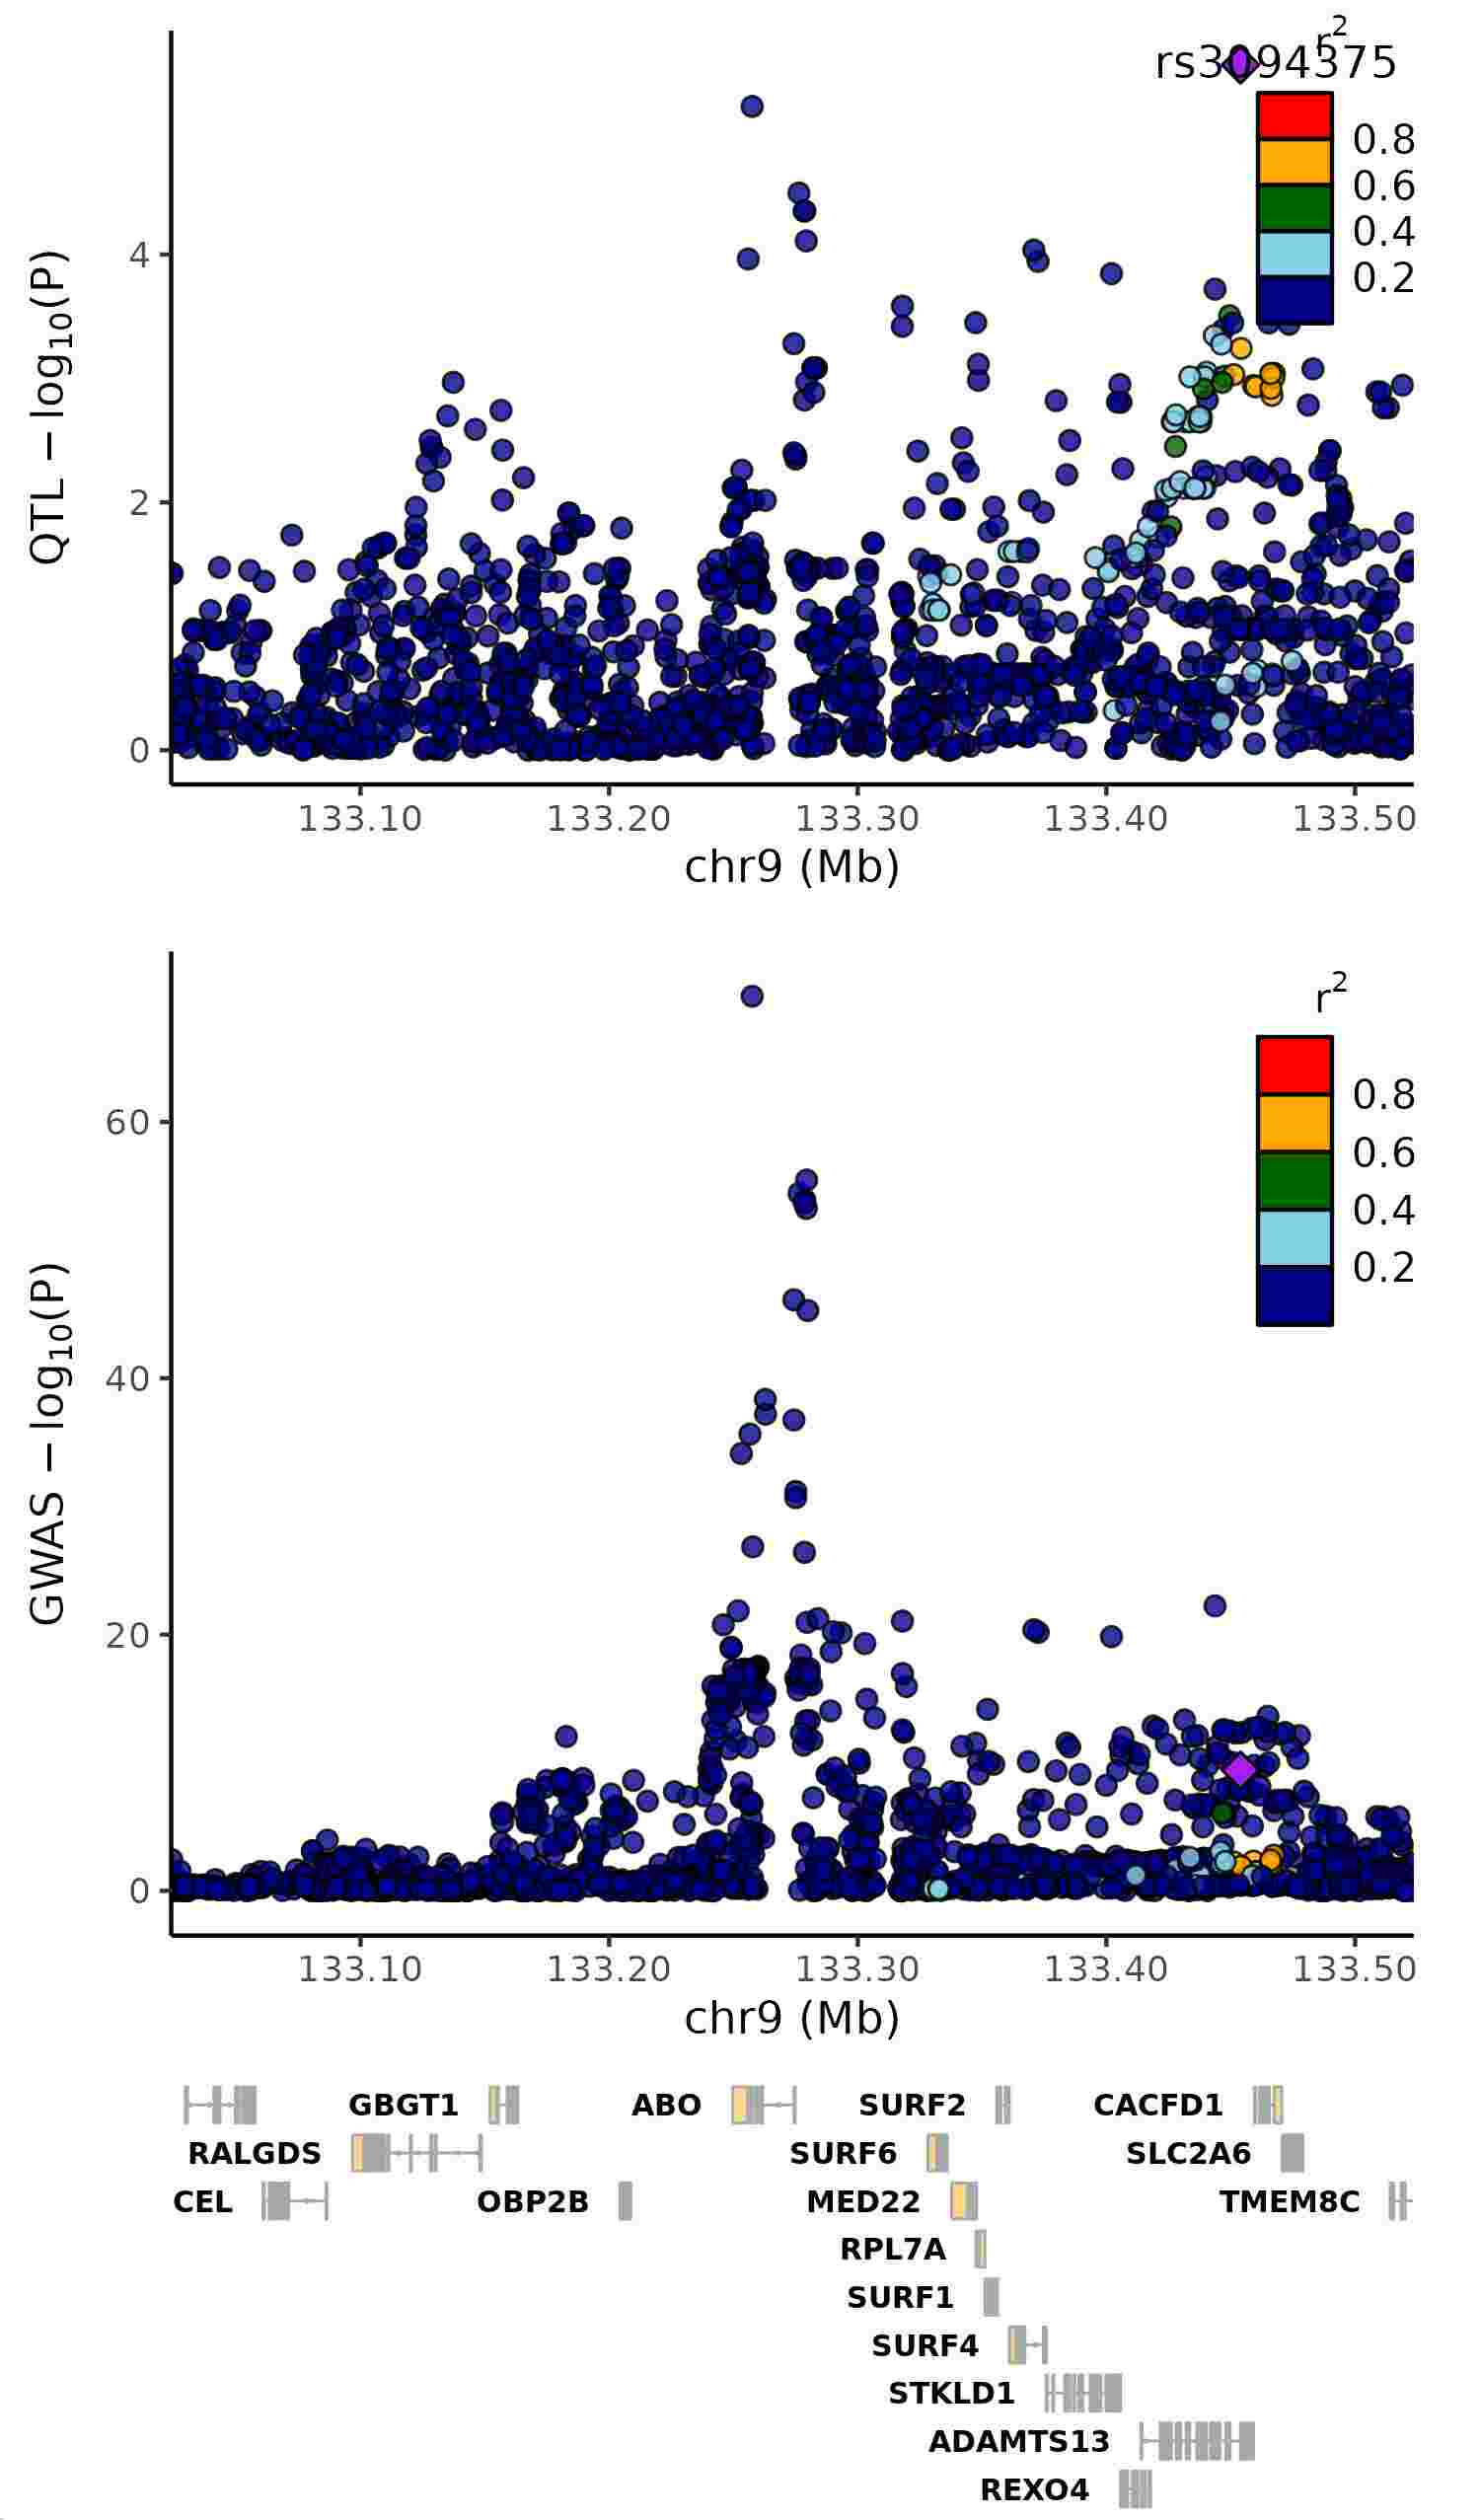 r2
rs3094375
0.8
0.6
0.4
0.2
4
2
0
QTL − log10(P)
133.10 133.20 133.30 133.40 133.50
chr9 (Mb)
r2
0.8
0.6
0.4
0.2
60
40
20
0
GWAS − log10(P)
133.10 133.20 133.30 133.40 133.50
chr9 (Mb)
GBGT1 ABO SURF2 CACFD1
RALGDS SURF6 SLC2A6
CEL OBP2B MED22 TMEM8C
RPL7A
SURF1
SURF4
STKLD1
ADAMTS13
REXO4